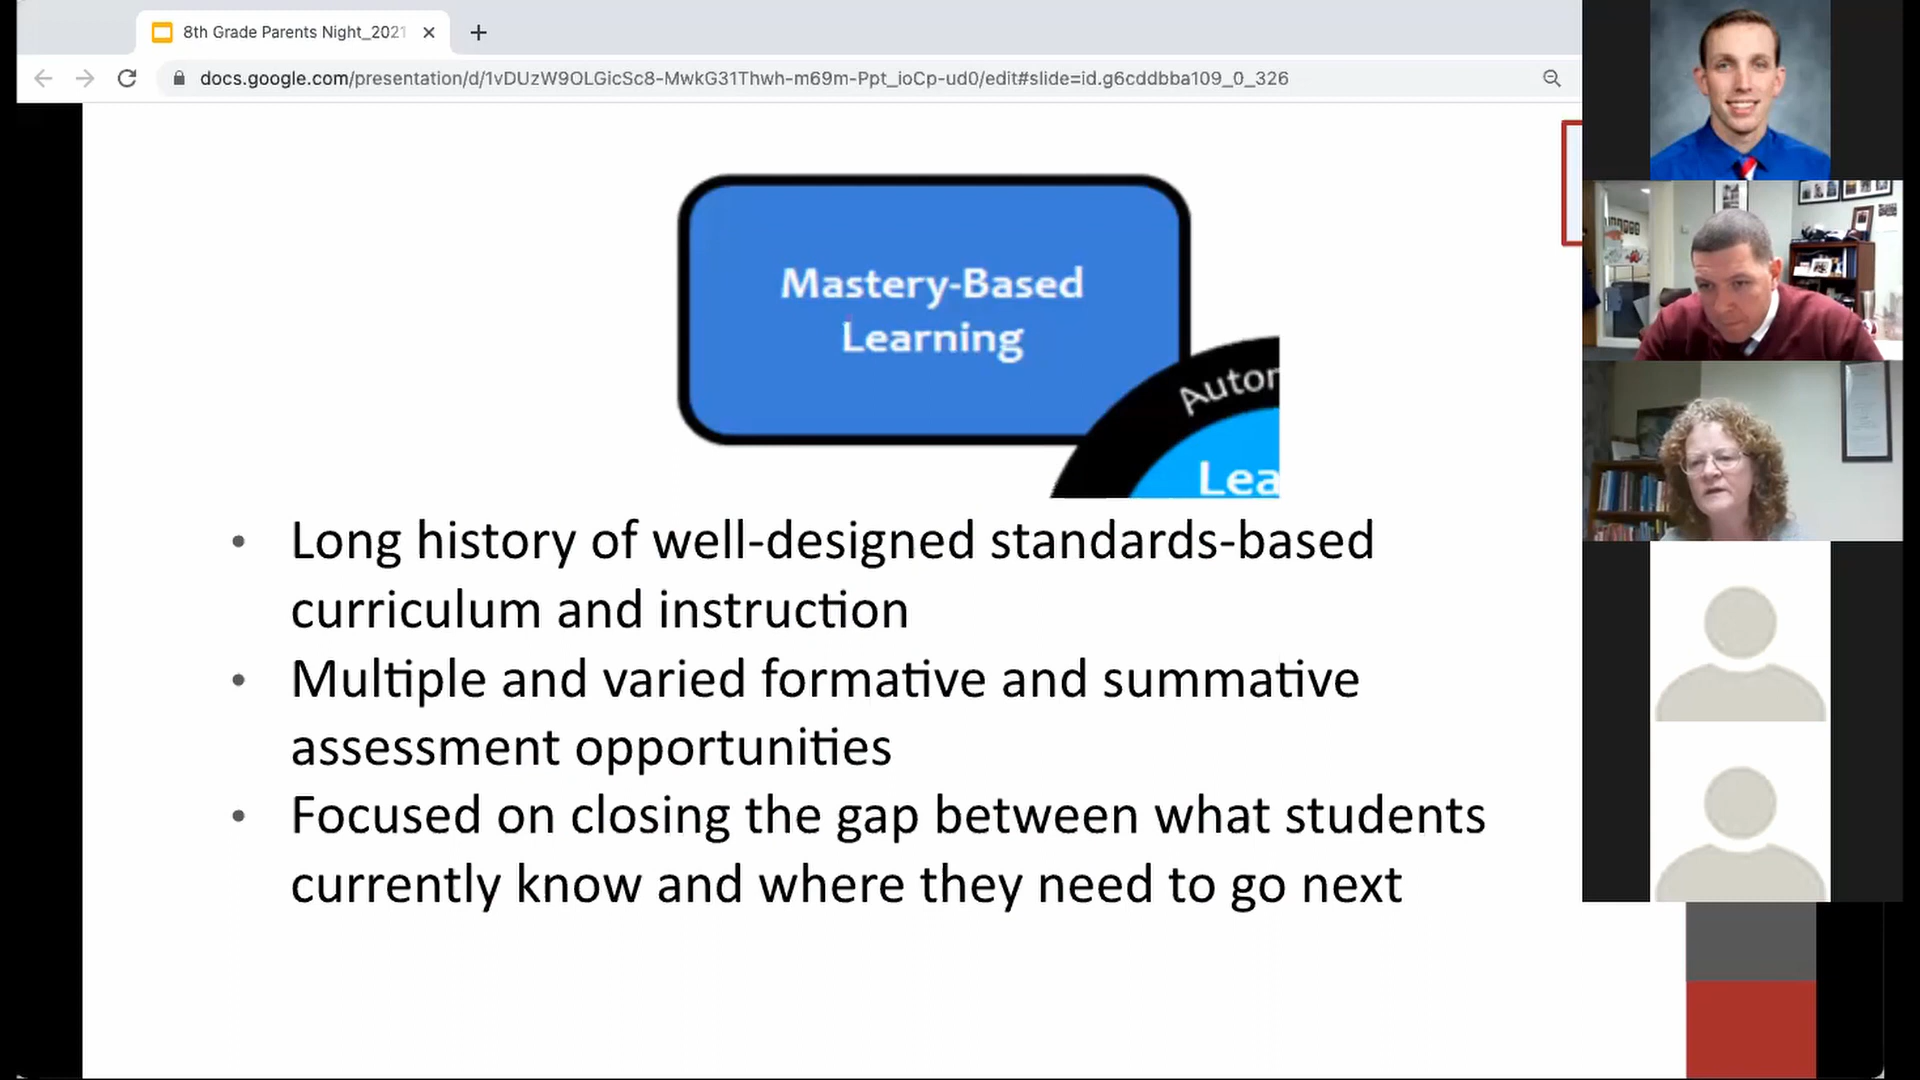 8th Grade Parents Night_2021
docs.google.com/presentation/d/1vDUzW9OLGicSc8-MwkG31Thwh-m69m-Ppt_ioCp-ud0/edit#slide=id.g6cddbba109_0_326
Mastery-Based
Learning
Auton
Lea
• Long history of well-designed standards-based
curriculum and instruction
• Multiple and varied formative and summative
assessment opportunities
• Focused on closing the gap between what students
currently know and where they need to go next